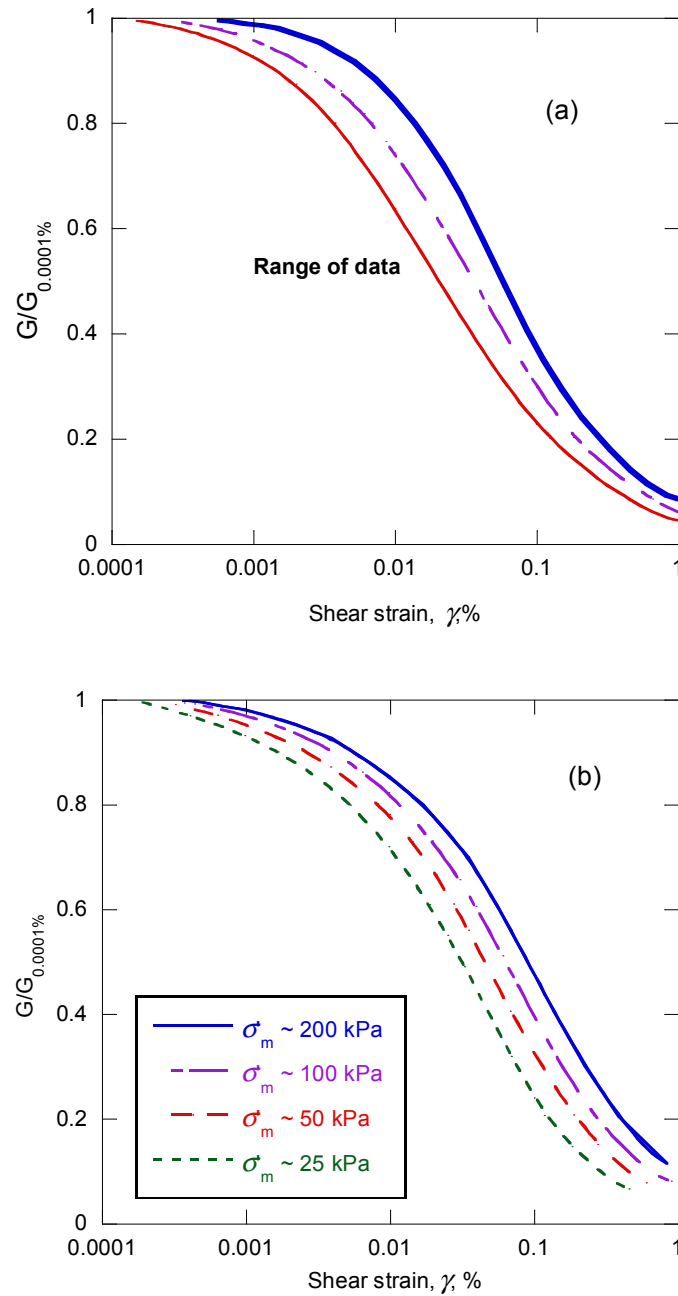 1
0.8
0.6
0.4
0.2
0
G/G0.0001%
(a)
Range of data
0.0001 0.001 0.01 0.1 1
Shear strain, γ,%
1
0.8
0.6
0.4
0.2
0
G/G0.0001%
(b)
σ'm ~ 200 kPa
σ'm ~ 100 kPa
σ'm ~ 50 kPa
σ'm ~ 25 kPa
0.0001 0.001 0.01 0.1 1
Shear strain, γ, %